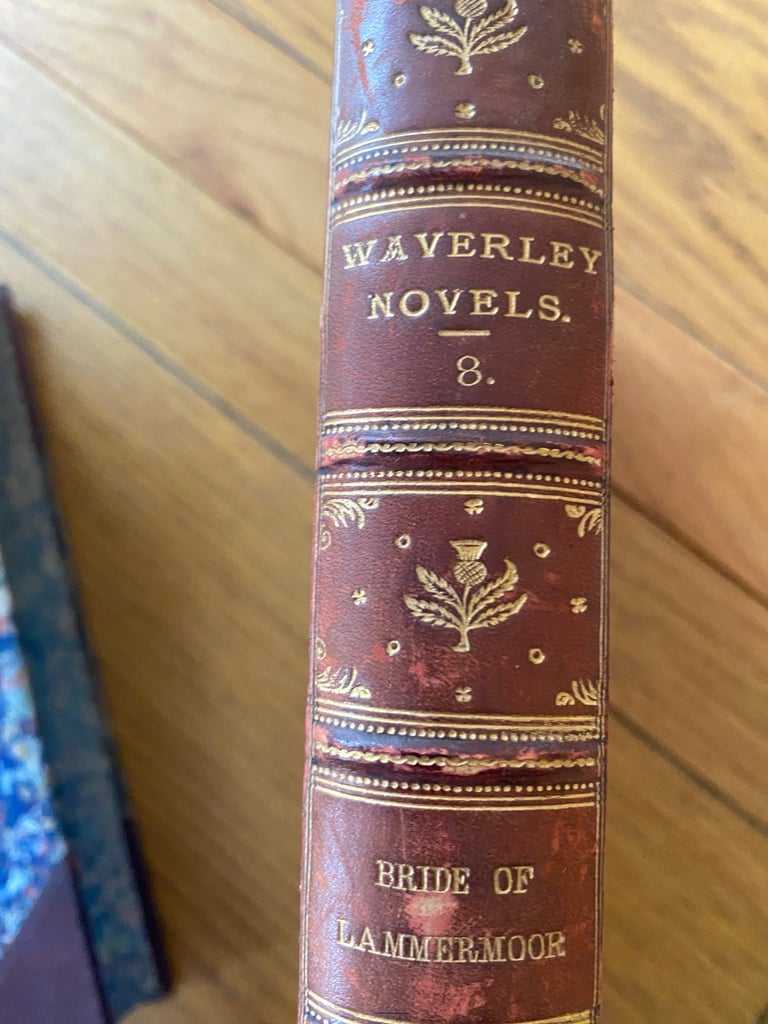 WAVERLEY
NOVELS.
8.
BRIDE OF
LAMMERMOOR